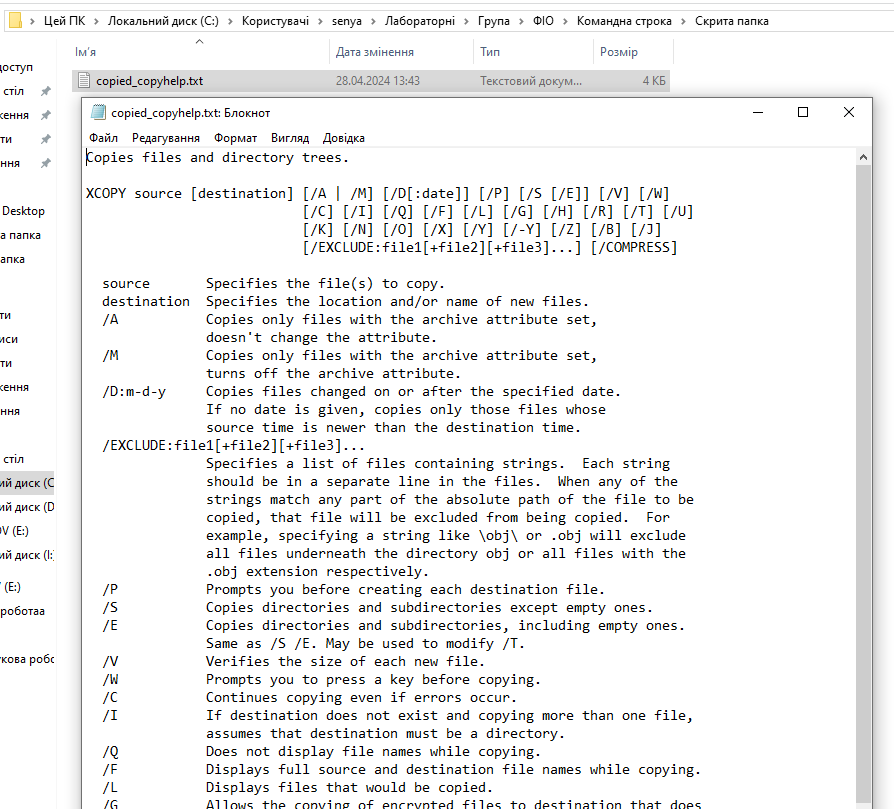 Цей ПК > Локальний диск (C:) > Користувачі > senya > Лабораторні > Група > ФІО > Командна строка > Скрита папка
Ім'я Дата змінення Тип Розмір
copied_copyhelp.txt 28.04.2024 13:43 Текстовий докум... 4 КБ
стіл
Desktop
стіл
(E:)
copied_copyhelp.txt: Блокнот
Файл Редагування Формат Вигляд Довідка
Copies files and directory trees.
XCOPY source [destination] [/A | /M] [/D[:date]] [/P] [/S [/E]] [/V] [/W]
[/C] [/I] [/Q] [/F] [/L] [/G] [/H] [/R] [/T] [/U]
[/K] [/N] [/O] [/X] [/Y] [/-Y] [/Z] [/B] [/J]
[/EXCLUDE:file1[+file2][+file3]...] [/COMPRESS]
source Specifies the file(s) to copy.
destination Specifies the location and/or name of new files.
/A Copies only files with the archive attribute set,
doesn't change the attribute.
/M Copies only files with the archive attribute set,
turns off the archive attribute.
/D:m-d-y Copies files changed on or after the specified date.
If no date is given, copies only those files whose
source time is newer than the destination time.
/EXCLUDE:file1[+file2][+file3]...
Specifies a list of files containing strings. Each string
should be in a separate line in the files. When any of the
strings match any part of the absolute path of the file to be
copied, that file will be excluded from being copied. For
example, specifying a string like \obj\ or .obj will exclude
all files underneath the directory obj or all files with the
.obj extension respectively.
/P Prompts you before creating each destination file.
/S Copies directories and subdirectories except empty ones.
/E Copies directories and subdirectories, including empty ones.
Same as /S /E. May be used to modify /T.
/V Verifies the size of each new file.
/W Prompts you to press a key before copying.
/C Continues copying even if errors occur.
/I If destination does not exist and copying more than one file,
assumes that destination must be a directory.
/Q Does not display file names while copying.
/F Displays full source and destination file names while copying.
/L Displays files that would be copied.
/G Allows the copying of encrypted files to destination that does